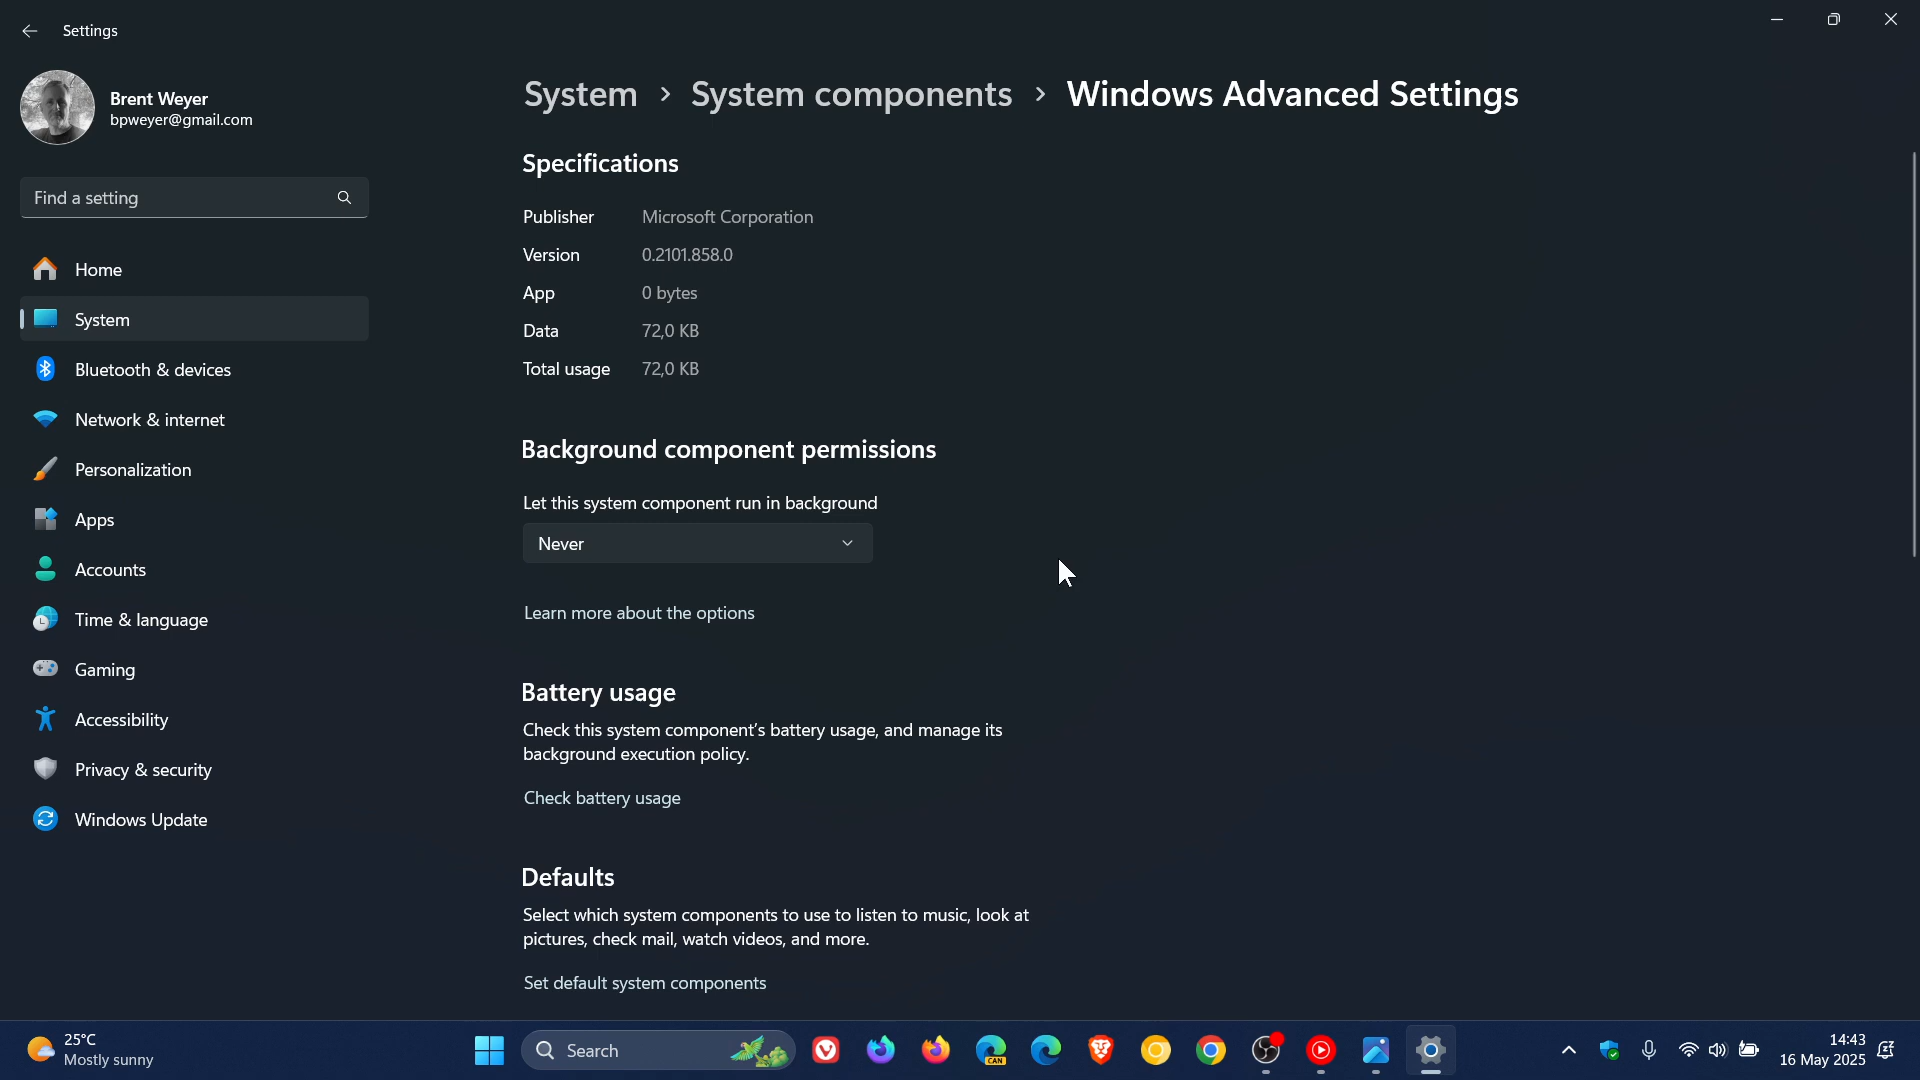 Settings
Brent Weyer
bpweyer@gmail.com
Find a setting
Home
System
Bluetooth & devices
Network & internet
Personalization
Apps
Accounts
Time & language
Gaming
Accessibility
Privacy & security
Windows Update
System > System components > Windows Advanced Settings
Specifications
Publisher Microsoft Corporation
Version 0.2101.858.0
App 0 bytes
Data 72,0 KB
Total usage 72,0 KB
Background component permissions
Let this system component run in background
Never
Learn more about the options
Battery usage
Check this system component's battery usage, and manage its
background execution policy.
Check battery usage
Defaults
Select which system components to use to listen to music, look at
pictures, check mail, watch videos, and more.
Set default system components
25°C
Mostly sunny
Search
CAN
14:43
16 May 2025